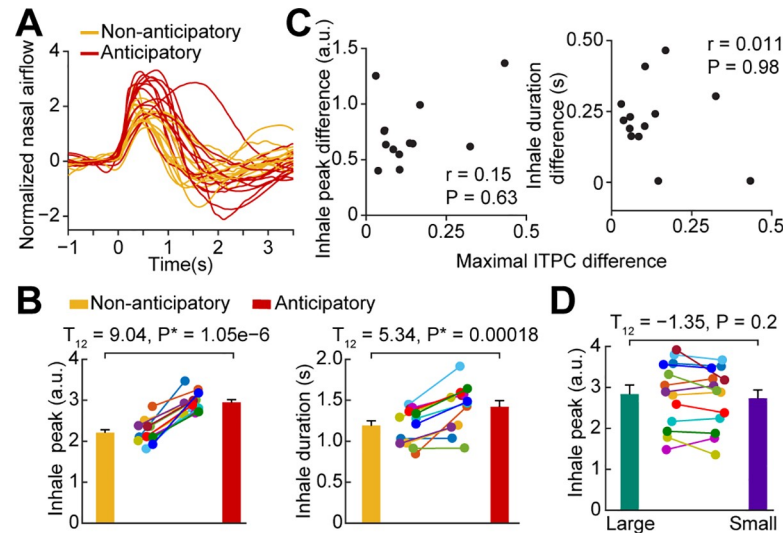 A
Non-anticipatory
Anticipatory
Normalized nasal airflow
4
2
0
−2
−1 0 1 2 3
Time(s)
C
Inhale peak difference (a.u.)
1.5
1.0
0.5
0
r = 0.15
P = 0.63
0 0.25 0.5
Inhale duration
difference (s)
0.50
0.25
0
r = 0.011
P = 0.98
0 0.25 0.5
Maximal ITPC difference
B
Non-anticipatory Anticipatory
T12 = 9.04, P* = 1.05e-6
Inhale peak (a.u.)
4
3
2
1
0
T12 = 5.34, P* = 0.00018
Inhale duration (s)
2.0
1.5
1.0
0.5
0
D
T12 = −1.35, P = 0.2
Inhale peak (a.u.)
4
3
2
1
0
Large Small